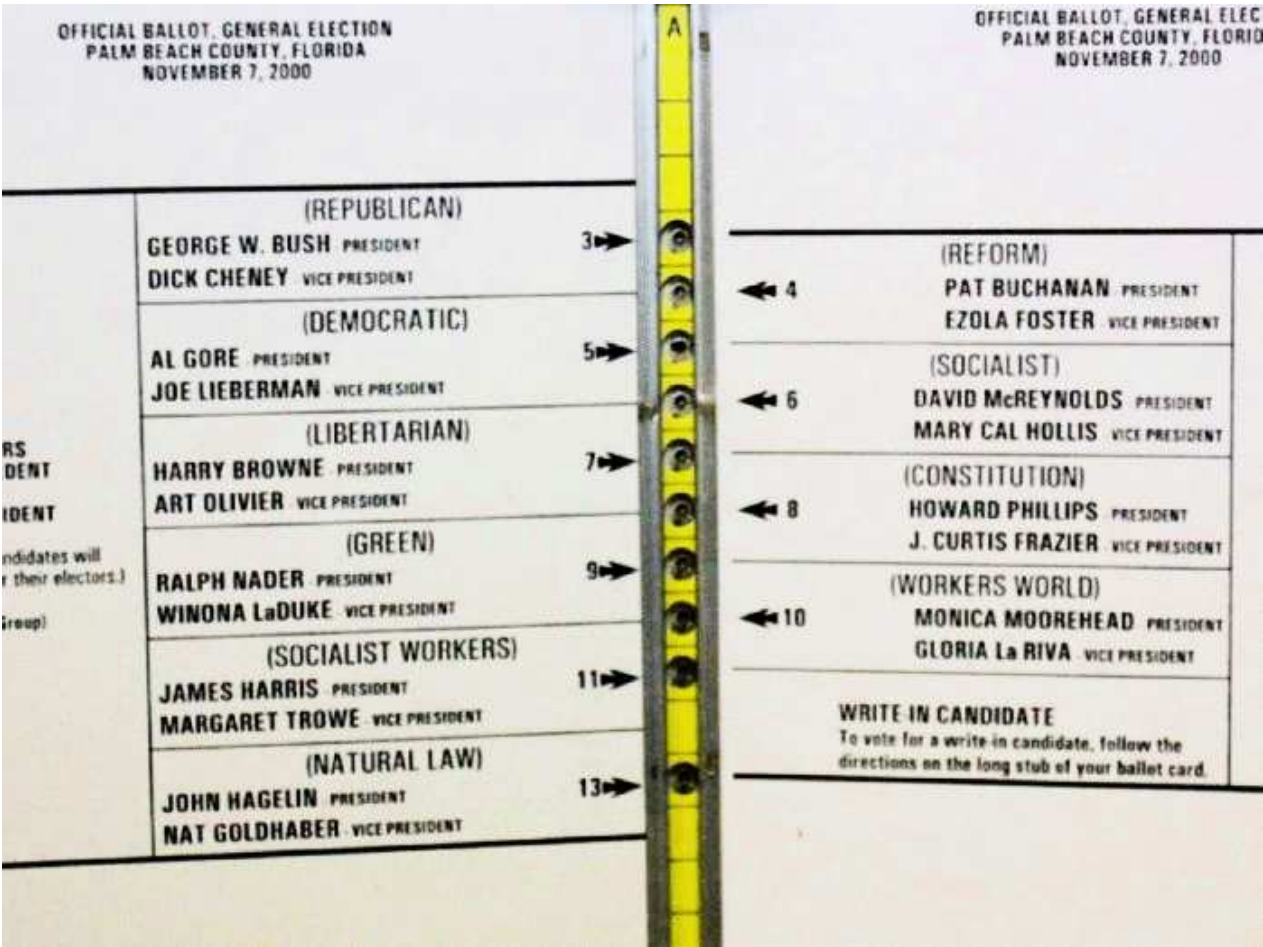 OFFICIAL BALLOT, GENERAL ELECTION
PALM BEACH COUNTY, FLORIDA
NOVEMBER 7, 2000
(REPUBLICAN)
GEORGE W. BUSH PRESIDENT
DICK CHENEY VICE PRESIDENT
3
(DEMOCRATIC)
AL GORE PRESIDENT
JOE LIEBERMAN VICE PRESIDENT
5
(LIBERTARIAN)
HARRY BROWNE PRESIDENT
ART OLIVIER VICE PRESIDENT
7
(GREEN)
RALPH NADER PRESIDENT
WINONA LaDUKE VICE PRESIDENT
9
(SOCIALIST WORKERS)
JAMES HARRIS PRESIDENT
MARGARET TROWE VICE PRESIDENT
11
(NATURAL LAW)
JOHN HAGELIN PRESIDENT
NAT GOLDHABER VICE PRESIDENT
13
RS
DENT
IDENT
ndidates will
r their electors.)
Group)
A
OFFICIAL BALLOT, GENERAL ELEC
PALM BEACH COUNTY, FLORID
NOVEMBER 7, 2000
(REFORM)
4 PAT BUCHANAN PRESIDENT
EZOLA FOSTER VICE PRESIDENT
(SOCIALIST)
6 DAVID McREYNOLDS PRESIDENT
MARY CAL HOLLIS VICE PRESIDENT
(CONSTITUTION)
8 HOWARD PHILLIPS PRESIDENT
J. CURTIS FRAZIER VICE PRESIDENT
(WORKERS WORLD)
10 MONICA MOOREHEAD PRESIDENT
GLORIA La RIVA VICE PRESIDENT
WRITE-IN CANDIDATE
To vote for a write-in candidate, follow the
directions on the long stub of your ballot card.